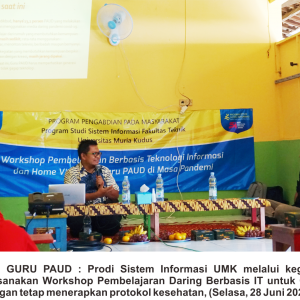 PROGRAM PENGABDIAN PADA MASYARAKAT
Program Studi Sistem Informasi Fakultas Teknik
Universitas Muria Kudus
Workshop Pembelajaran Berbasis Teknologi Informasi
dan Home Guru PAUD di Masa Pandemi
GURU PAUD : Prodi Sistem Informasi UMK melalui keg
sanakan Workshop Pembelajaran Daring Berbasis IT untuk
gan tetap menerapkan protokol kesehatan, (Selasa, 28 Juni 202